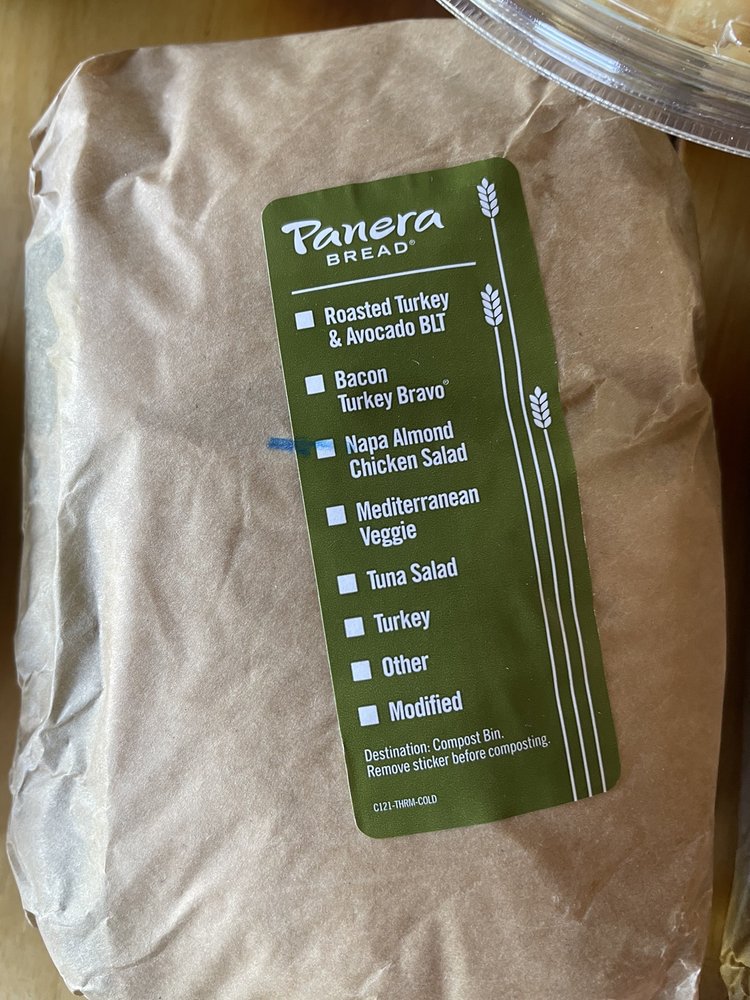 Panera
BREAD®
Roasted Turkey
& Avocado BLT
Bacon
Turkey Bravo®
Napa Almond
Chicken Salad
Mediterranean
Veggie
Tuna Salad
Turkey
Other
Modified
Destination: Compost Bin.
Remove sticker before composting.
C121-THRM-COLD